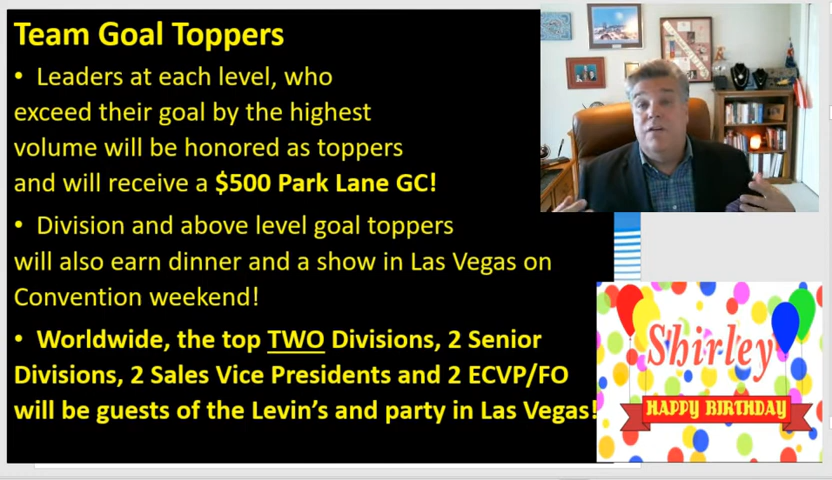 Team Goal Toppers
• Leaders at each level, who
exceed their goal by the highest
volume will be honored as toppers
and will receive a $500 Park Lane GC!
• Division and above level goal toppers
will also earn dinner and a show in Las Vegas on
Convention weekend!
• Worldwide, the top TWO Divisions, 2 Senior
Divisions, 2 Sales Vice Presidents and 2 ECVP/FO
will be guests of the Levin's and party in Las Vegas!
Shirley
HAPPY BIRTHDAY